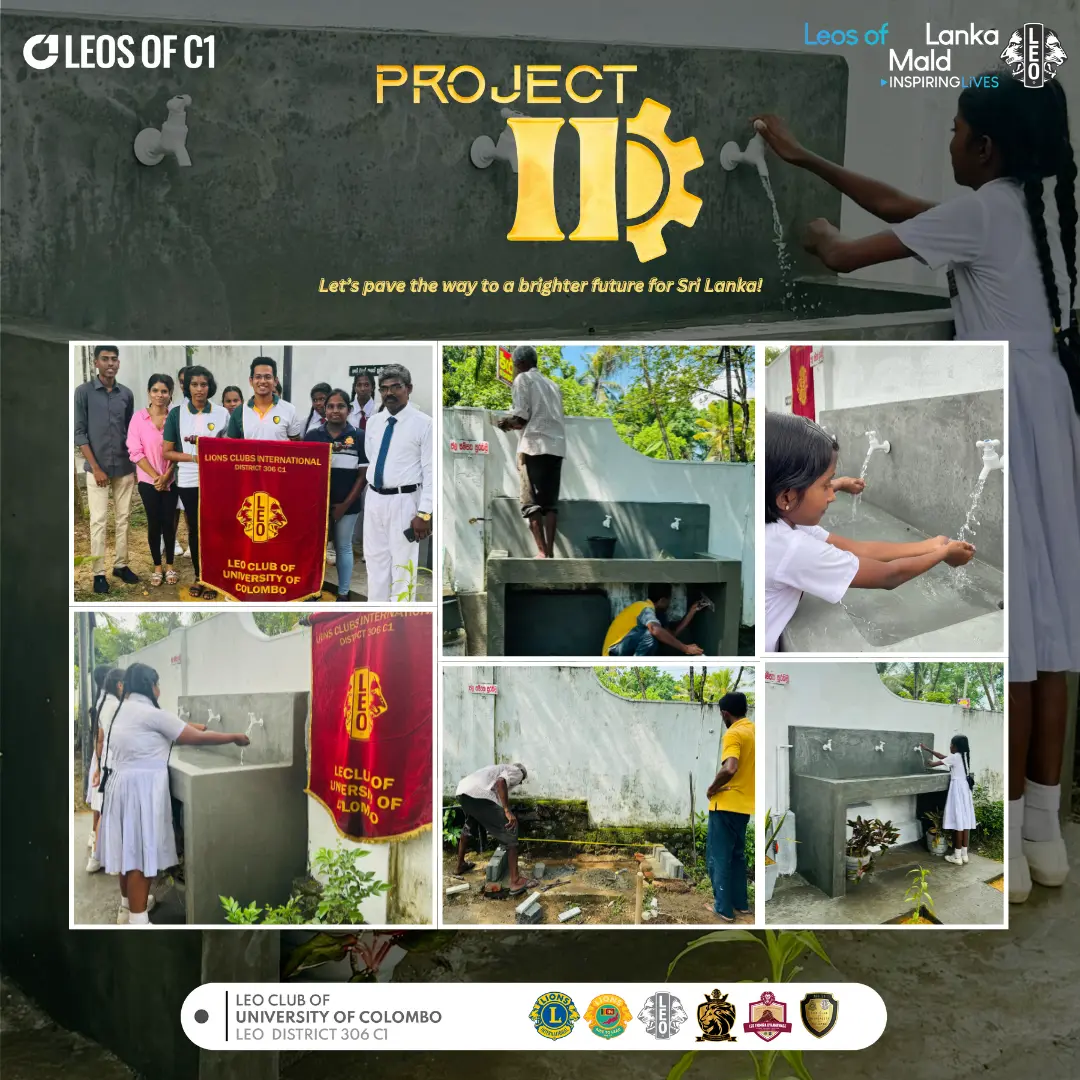 LEOS OF C1
Leos of Lanka
Mald
INSPIRING LiVES
LEO
PROJECT
II
Let's pave the way to a brighter future for Sri Lanka!
LIONS CLUBS INTERNATIONAL
DISTRICT 306 C1
LEO
LEO CLUB OF
UNIVERSITY OF
COLOMBO
LIONS CLUBS INTERNATIONAL
DISTRICT 306 C1
LEO
LEO CLUB OF
UNIVERSITY OF
COLOMBO
LEO CLUB OF
UNIVERSITY OF COLOMBO
LEO DISTRICT 306 C1
LIONS
INTERNATIONAL
LEO